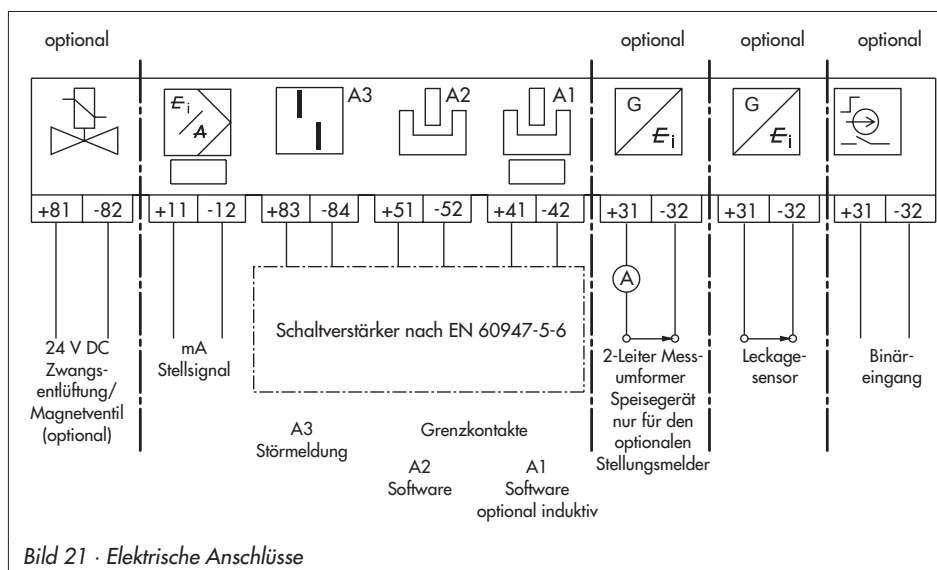 optional
optional
optional
optional
E i
A
A3
A2
A1
G
E i
G
E i
+81 -82
+11 -12
+83 -84
+51 -52
+41 -42
+31 -32
+31 -32
+31 -32
A
24 V DC
Zwangs-
entlüftung/
Magnetventil
(optional)
mA
Stellsignal
Schaltverstärker nach EN 60947-5-6
A3
Störmeldung
Grenzkontakte
A2
Software
A1
Software
optional induktiv
2-Leiter Mess-
umformer
Speisegerät
nur für den
optionalen
Stellungsmelder
Leckage-
sensor
Binär-
eingang
Bild 21 · Elektrische Anschlüsse